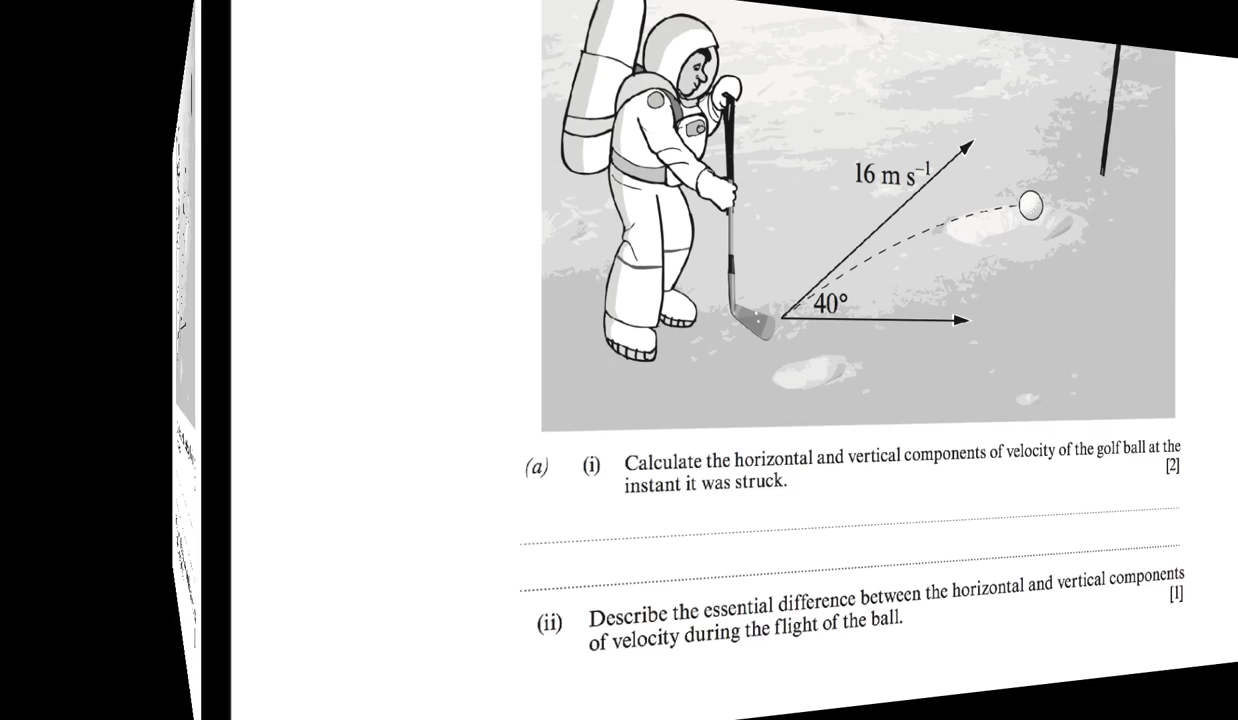 16 m s⁻¹
40°
(a) (i) Calculate the horizontal and vertical components of velocity of the golf ball at the
instant it was struck. [2]
(ii) Describe the essential difference between the horizontal and vertical components
of velocity during the flight of the ball. [1]